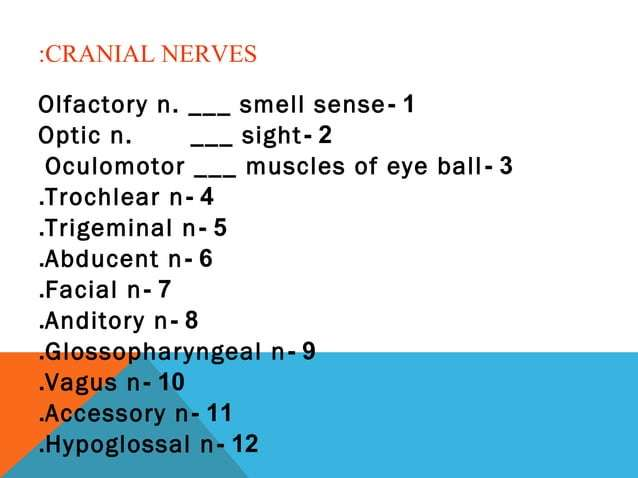 :CRANIAL NERVES
Olfactory n. ___ smell sense- 1
Optic n. ___ sight- 2
Oculomotor ___ muscles of eye ball- 3
.Trochlear n- 4
.Trigeminal n- 5
.Abducent n- 6
.Facial n- 7
.Anditory n- 8
.Glossopharyngeal n- 9
.Vagus n- 10
.Accessory n- 11
.Hypoglossal n- 12